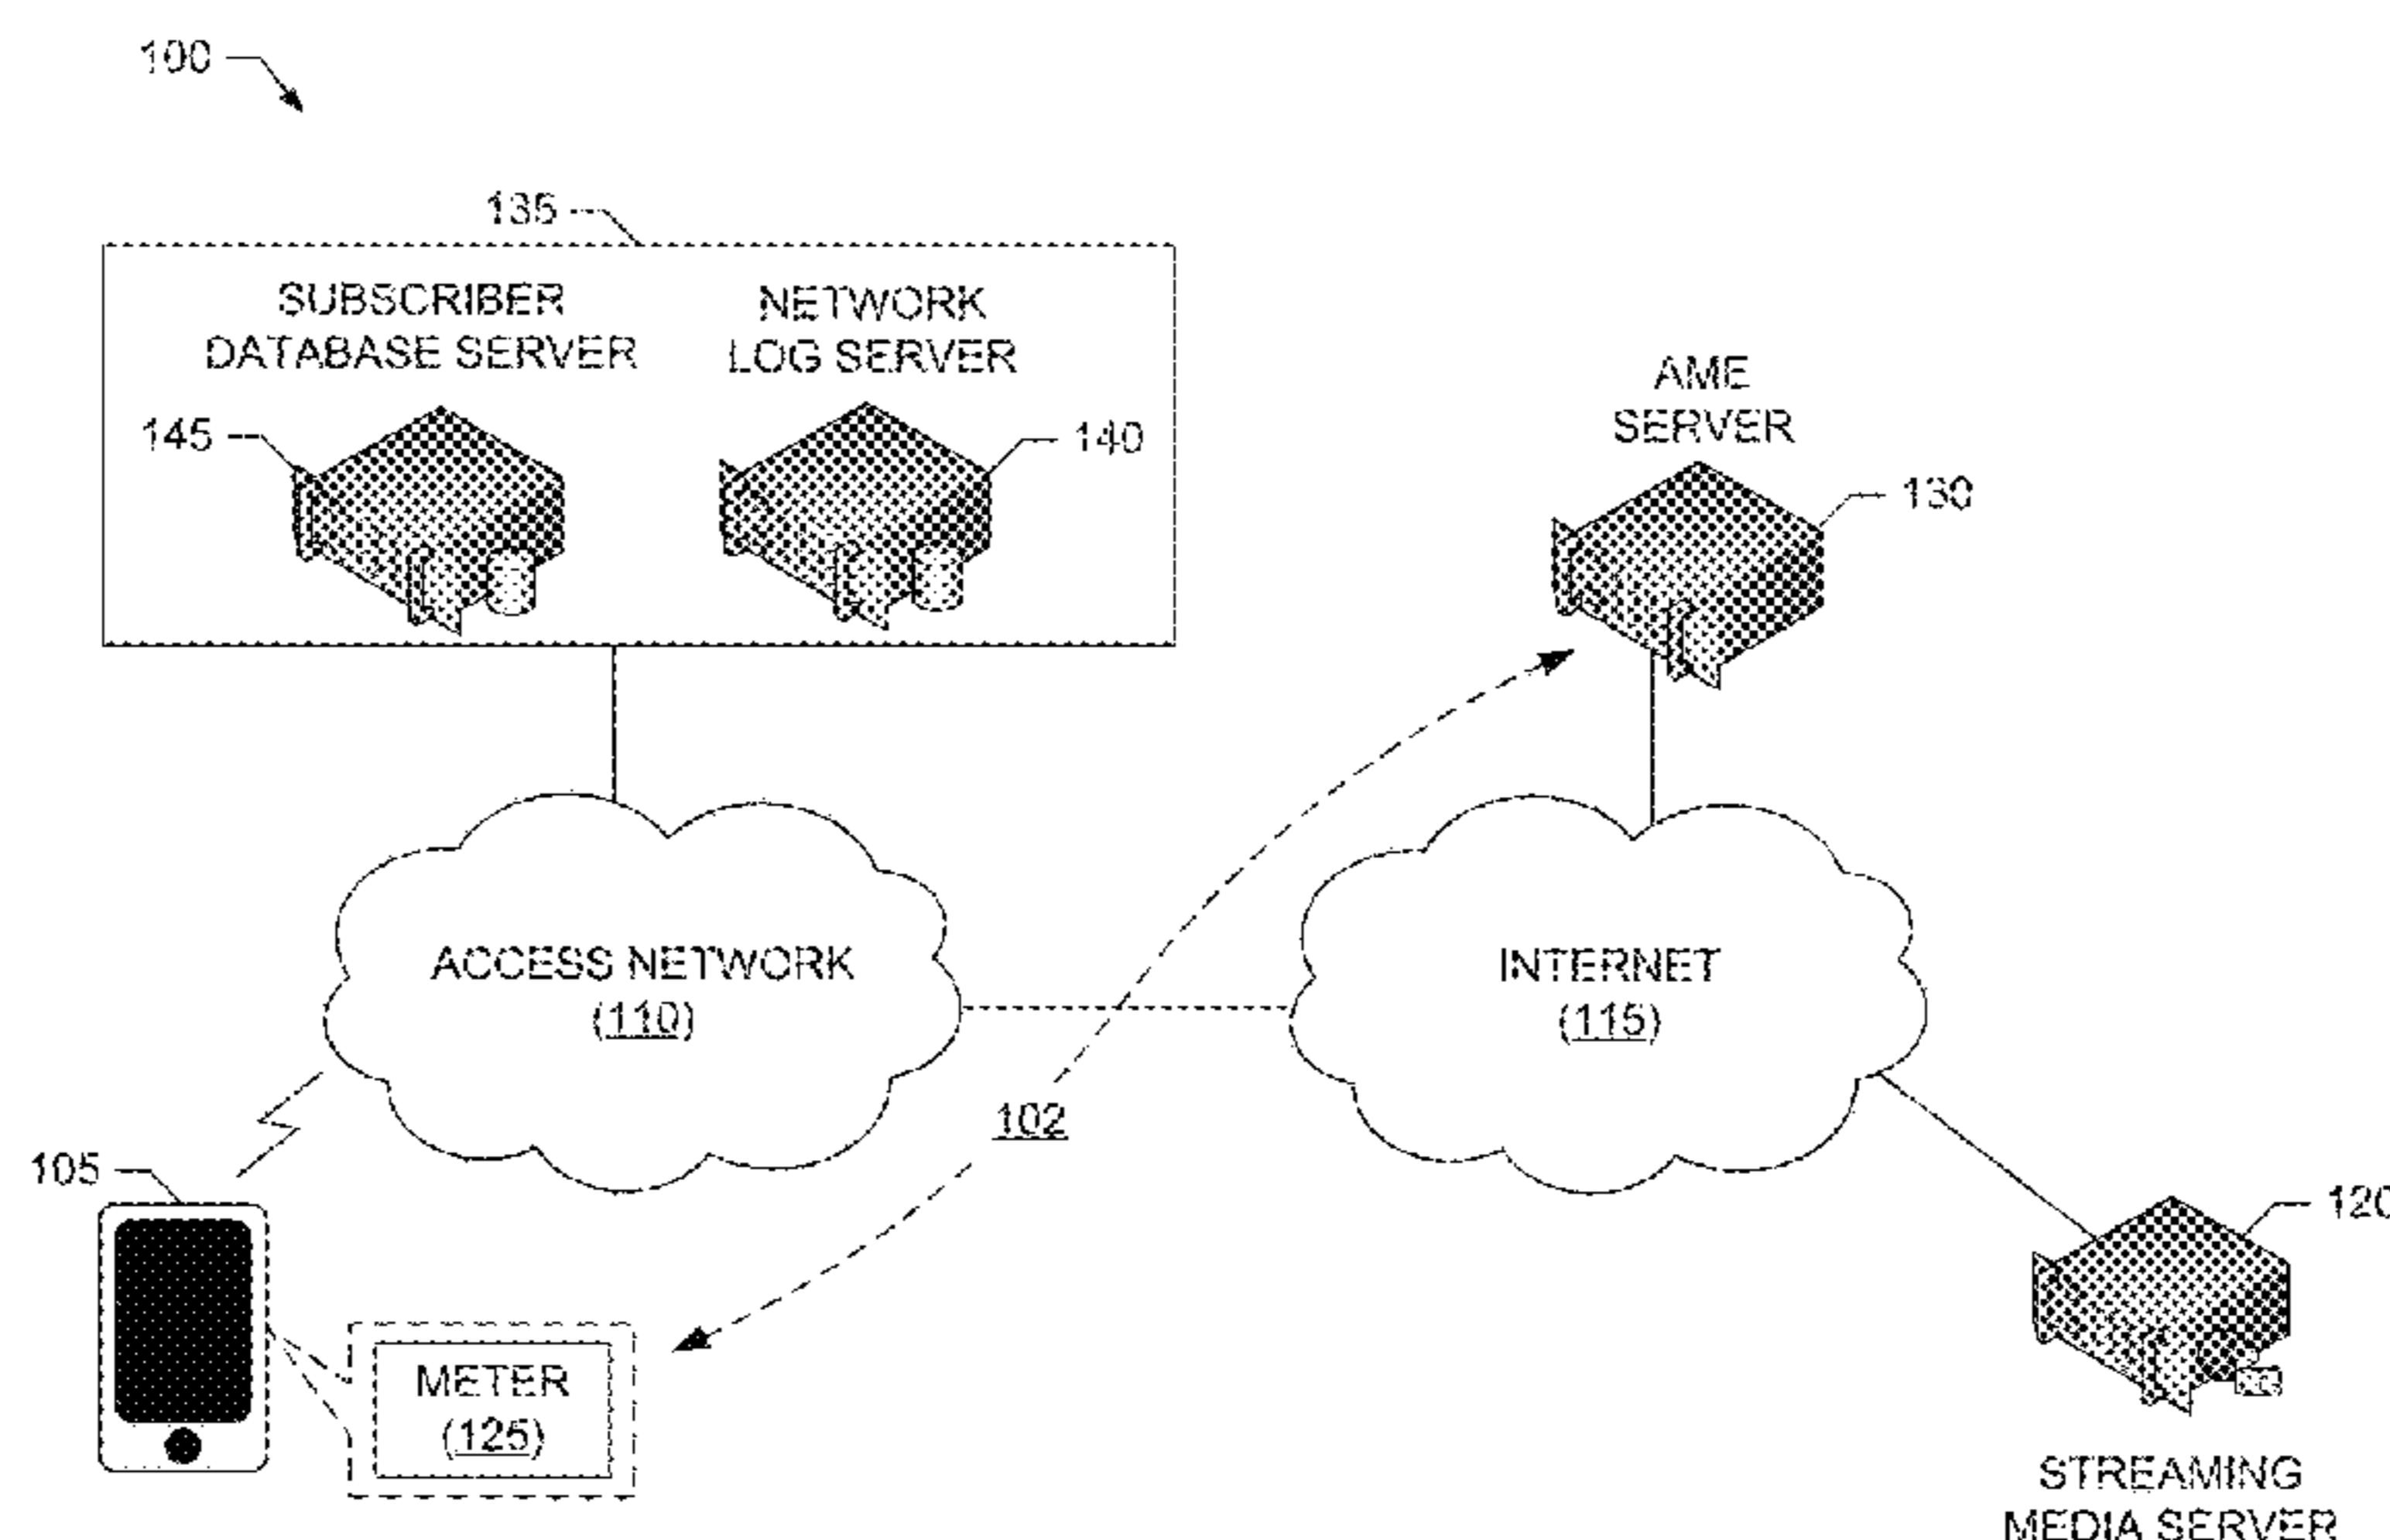 100
135
SUBSCRIBER
DATABASE SERVER
NETWORK
LOG SERVER
145
140
AME
SERVER
130
ACCESS NETWORK
(110)
INTERNET
(115)
102
105
120
METER
(125)
STREAMING
MEDIA SERVER